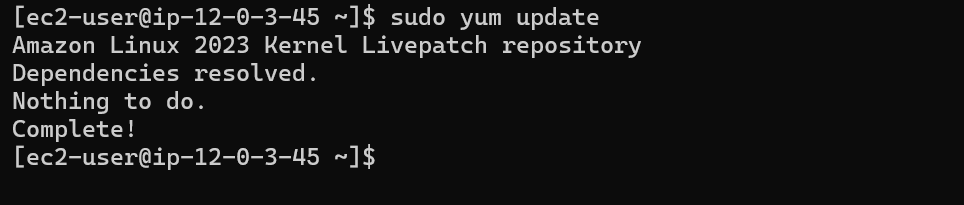 [ec2-user@ip-12-0-3-45 ~]$ sudo yum update
Amazon Linux 2023 Kernel Livepatch repository
Dependencies resolved.
Nothing to do.
Complete!
[ec2-user@ip-12-0-3-45 ~]$